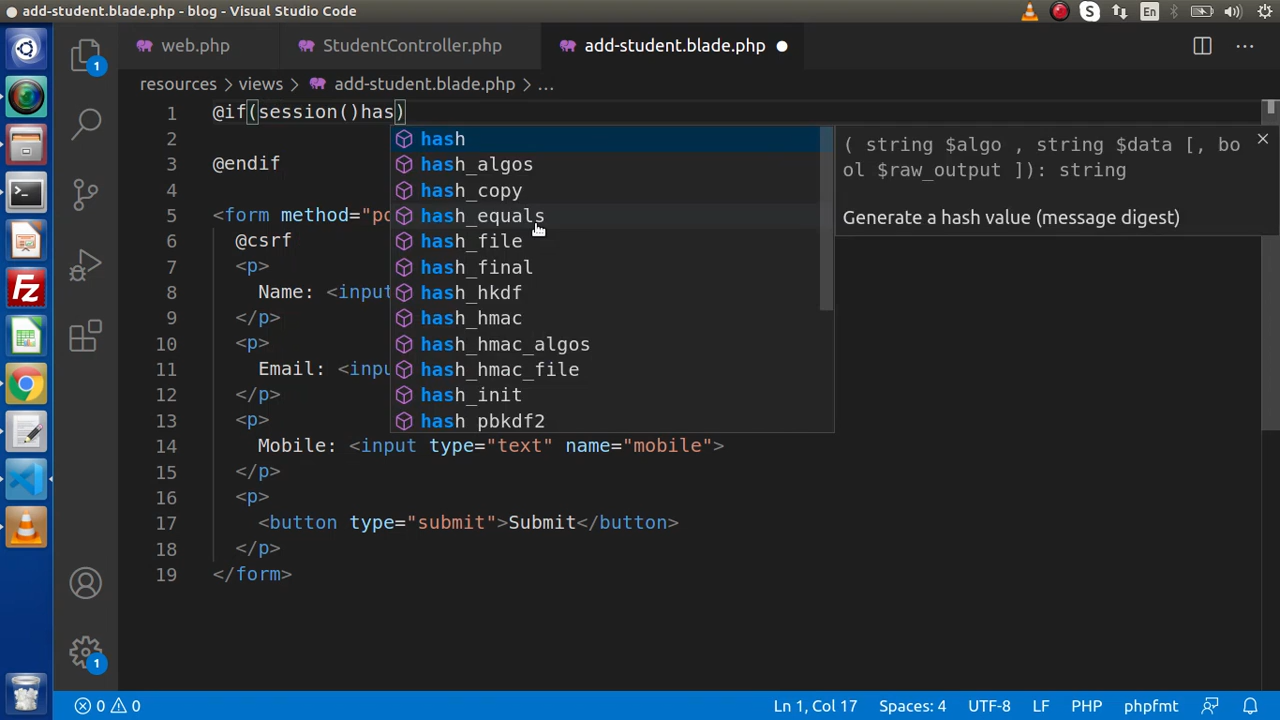 add-student.blade.php - blog - Visual Studio Code
En
web.php
StudentController.php
add-student.blade.php
resources > views > add-student.blade.php > ...
1 @if(session()has)
2
3 @endif
4
5 <form method="po
6 @csrf
7 <p>
8 Name: <input
9 </p>
10 <p>
11 Email: <inpu
12 </p>
13 <p>
14 Mobile: <input type="text" name="mobile">
15 </p>
16 <p>
17 <button type="submit">Submit</button>
18 </p>
19 </form>
hash
hash_algos
hash_copy
hash_equals
hash_file
hash_final
hash_hkdf
hash_hmac
hash_hmac_algos
hash_hmac_file
hash_init
hash_pbkdf2
( string $algo , string $data [, bo
ol $raw_output ]): string
Generate a hash value (message digest)
1
1
0 0
Ln 1, Col 17
Spaces: 4
UTF-8
LF
PHP
phpfmt